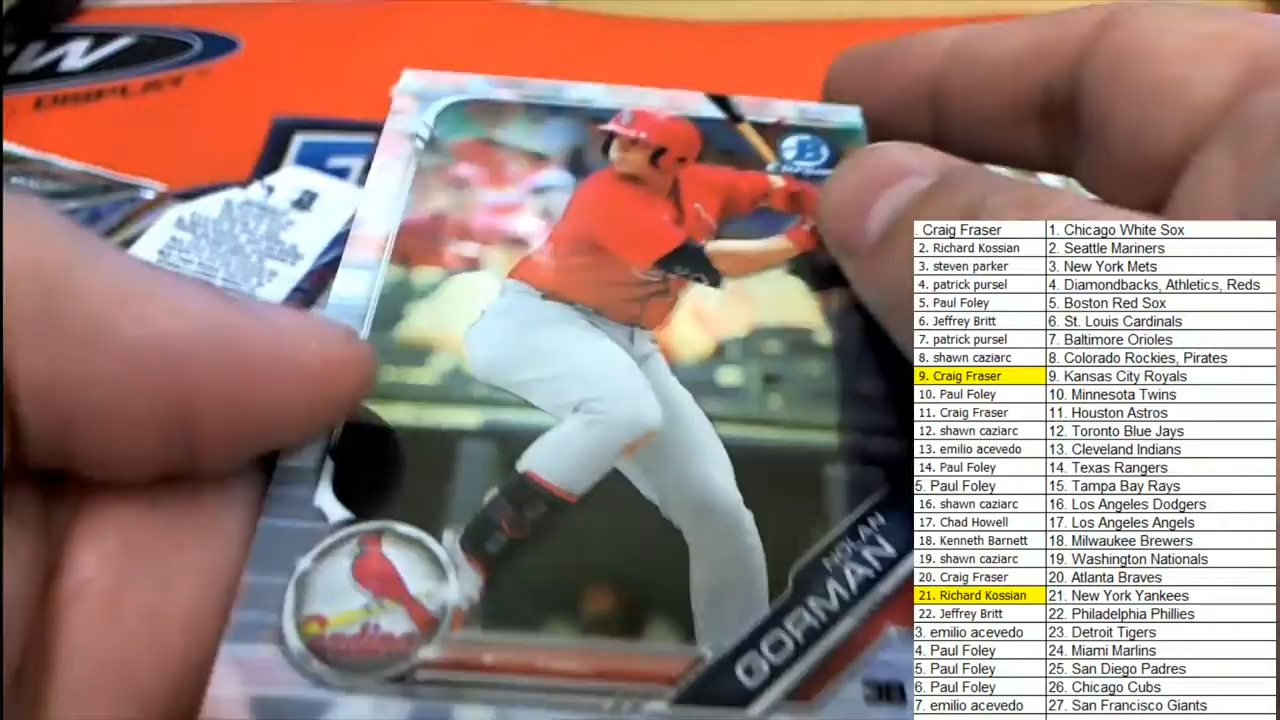 EW
DISPLAY
NOLAN
GORMAN
3B
Cardinals
. Craig Fraser 1. Chicago White Sox
2. Richard Kossian 2. Seattle Mariners
3. steven parker 3. New York Mets
4. patrick pursel 4. Diamondbacks, Athletics, Reds
5. Paul Foley 5. Boston Red Sox
6. Jeffrey Britt 6. St. Louis Cardinals
7. patrick pursel 7. Baltimore Orioles
8. shawn caziarc 8. Colorado Rockies, Pirates
9. Craig Fraser 9. Kansas City Royals
10. Paul Foley 10. Minnesota Twins
11. Craig Fraser 11. Houston Astros
12. shawn caziarc 12. Toronto Blue Jays
13. emilio acevedo 13. Cleveland Indians
14. Paul Foley 14. Texas Rangers
5. Paul Foley 15. Tampa Bay Rays
16. shawn caziarc 16. Los Angeles Dodgers
17. Chad Howell 17. Los Angeles Angels
18. Kenneth Barnett 18. Milwaukee Brewers
19. shawn caziarc 19. Washington Nationals
20. Craig Fraser 20. Atlanta Braves
21. Richard Kossian 21. New York Yankees
22. Jeffrey Britt 22. Philadelphia Phillies
3. emilio acevedo 23. Detroit Tigers
4. Paul Foley 24. Miami Marlins
5. Paul Foley 25. San Diego Padres
6. Paul Foley 26. Chicago Cubs
7. emilio acevedo 27. San Francisco Giants